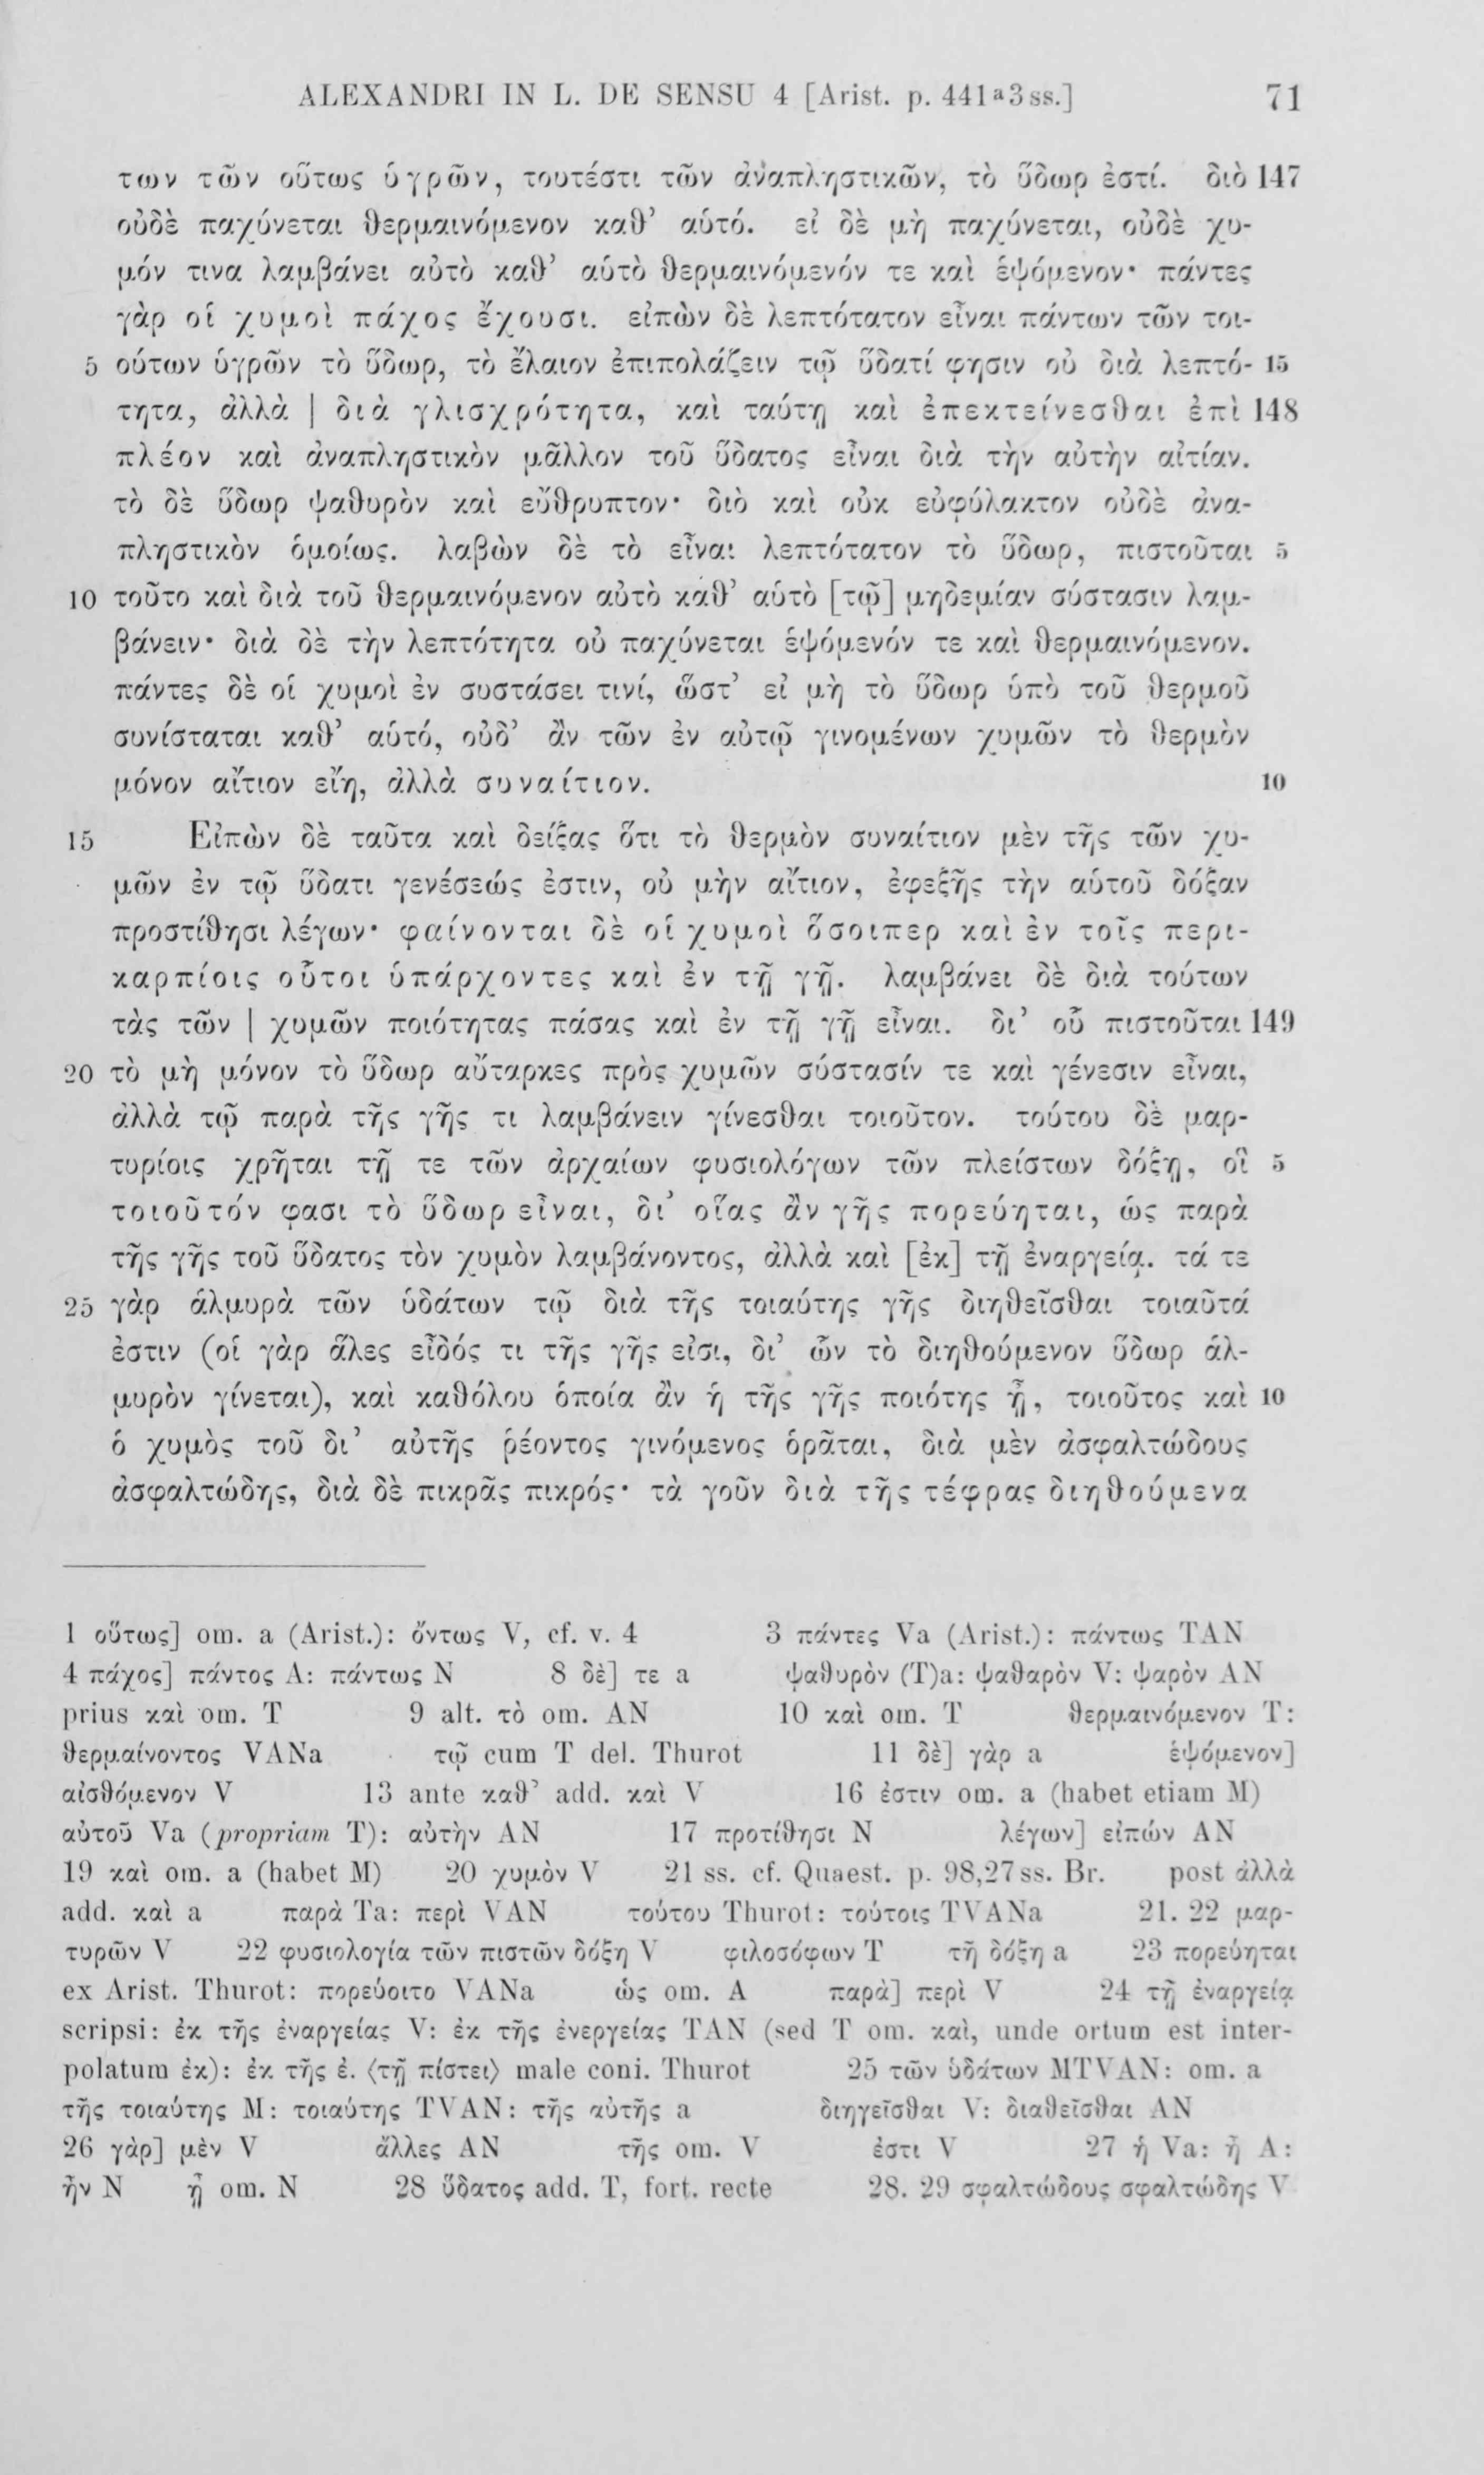 ALEXANDRI IN L. DE SENSU 4 [Arist. p. 441ª3ss.] 71
των τῶν οὕτως ὑγρῶν, τουτέστι τῶν ἀναπληστικῶν, τὸ ὕδωρ ἐστί. διὸ 147
οὐδὲ παχύνεται θερμαινόμενον καθ’ αὑτό. εἰ δὲ μὴ παχύνεται, οὐδὲ χυ-
μόν τινα λαμβάνει αὐτὸ καθ’ αὑτὸ θερμαινόμενόν τε καὶ ἑψόμενον· πάντες
γὰρ οἱ χυμοὶ πάχος ἔχουσι. εἰπὼν δὲ λεπτότατον εἶναι πάντων τῶν τοι-
5 ούτων ὑγρῶν τὸ ὕδωρ, τὸ ἔλαιον ἐπιπολάζειν τῷ ὕδατί φησιν οὐ διὰ λεπτό- 15
τητα, ἀλλὰ | διὰ γλισχρότητα, καὶ ταύτῃ καὶ ἐπεκτείνεσθαι ἐπὶ 148
πλέον καὶ ἀναπληστικὸν μᾶλλον τοῦ ὕδατος εἶναι διὰ τὴν αὐτὴν αἰτίαν.
τὸ δὲ ὕδωρ ψαθυρὸν καὶ εὔθρυπτον· διὸ καὶ οὐκ εὐφύλακτον οὐδὲ ἀνα-
πληστικὸν ὁμοίως. λαβὼν δὲ τὸ εἶναι λεπτότατον τὸ ὕδωρ, πιστοῦται 5
10 τοῦτο καὶ διὰ τοῦ θερμαινόμενον αὐτὸ καθ’ αὑτὸ [τῷ] μηδεμίαν σύστασιν λαμ-
βάνειν· διὰ δὲ τὴν λεπτότητα οὐ παχύνεται ἑψόμενόν τε καὶ θερμαινόμενον.
πάντες δὲ οἱ χυμοὶ ἐν συστάσει τινί, ὥστ’ εἰ μὴ τὸ ὕδωρ ὑπὸ τοῦ θερμοῦ
συνίσταται καθ’ αὑτό, οὐδ’ ἂν τῶν ἐν αὐτῷ γινομένων χυμῶν τὸ θερμὸν
μόνον αἴτιον εἴη, ἀλλὰ συναίτιον. 10
15 Εἰπὼν δὲ ταῦτα καὶ δείξας ὅτι τὸ θερμὸν συναίτιον μὲν τῆς τῶν χυ-
μῶν ἐν τῷ ὕδατι γενέσεώς ἐστιν, οὐ μὴν αἴτιον, ἐφεξῆς τὴν αὑτοῦ δόξαν
προστίθησι λέγων· φαίνονται δὲ οἱ χυμοὶ ὅσοιπερ καὶ ἐν τοῖς περι-
καρπίοις οὗτοι ὑπάρχοντες καὶ ἐν τῇ γῇ. λαμβάνει δὲ διὰ τούτων
τὰς τῶν | χυμῶν ποιότητας πάσας καὶ ἐν τῇ γῇ εἶναι. δι’ οὗ πιστοῦται 149
20 τὸ μὴ μόνον τὸ ὕδωρ αὔταρκες πρὸς χυμῶν σύστασίν τε καὶ γένεσιν εἶναι,
ἀλλὰ τῷ παρὰ τῆς γῆς τι λαμβάνειν γίνεσθαι τοιοῦτον. τούτου δὲ μαρ-
τυρίοις χρῆται τῇ τε τῶν ἀρχαίων φυσιολόγων τῶν πλείστων δόξῃ, οἳ 5
τοιοῦτόν φασι τὸ ὕδωρ εἶναι, δι’ οἵας ἂν γῆς πορεύηται, ὡς παρὰ
τῆς γῆς τοῦ ὕδατος τὸν χυμὸν λαμβάνοντος, ἀλλὰ καὶ [ἐκ] τῇ ἐναργείᾳ. τά τε
25 γὰρ ἁλμυρὰ τῶν ὑδάτων τῷ διὰ τῆς τοιαύτης γῆς διηθεῖσθαι τοιαῦτά
ἐστιν (οἱ γὰρ ἅλες εἶδός τι τῆς γῆς εἰσι, δι’ ὧν τὸ διηθούμενον ὕδωρ ἁλ-
μυρὸν γίνεται), καὶ καθόλου ὁποία ἂν ἡ τῆς γῆς ποιότης ᾖ, τοιοῦτος καὶ 10
ὁ χυμὸς τοῦ δι’ αὐτῆς ῥέοντος γινόμενος ὁρᾶται, διὰ μὲν ἀσφαλτώδους
ἀσφαλτώδης, διὰ δὲ πικρᾶς πικρός· τὰ γοῦν διὰ τῆς τέφρας διηθούμενα
1 οὕτως] om. a (Arist.): ὄντως V, cf. v. 4 3 πάντες Va (Arist.): πάντως TAN
4 πάχος] πάντος A: πάντως N 8 δὲ] τε a ψαθυρὸν (T)a: ψαθαρὸν V: ψαρὸν AN
prius καὶ om. T 9 alt. τὸ om. AN 10 καὶ om. T θερμαινόμενον T:
θερμαίνοντος VANa τῷ cum T del. Thurot 11 δὲ] γὰρ a ἑψόμενον]
αἰσθόμενον V 13 ante καθ’ add. καὶ V 16 ἐστιν om. a (habet etiam M)
αὑτοῦ Va (propriam T): αὐτὴν AN 17 προτίθησι N λέγων] εἰπών AN
19 καὶ om. a (habet M) 20 χυμὸν V 21 ss. cf. Quaest. p. 98,27ss. Br. post ἀλλὰ
add. καὶ a παρὰ Ta: περὶ VAN τούτου Thurot: τούτοις TVANa 21. 22 μαρ-
τυρῶν V 22 φυσιολογία τῶν πιστῶν δόξῃ V φιλοσόφων T τῇ δόξῃ a 23 πορεύηται
ex Arist. Thurot: πορεύοιτο VANa ὡς om. A παρὰ] περὶ V 24 τῇ ἐναργείᾳ
scripsi: ἐκ τῆς ἐναργείας V: ἐκ τῆς ἐνεργείας TAN (sed T om. καὶ, unde ortum est inter-
polatum ἐκ): ἐκ τῆς ἐ. ⟨τῇ πίστει⟩ male coni. Thurot 25 τῶν ὑδάτων MTVAN: om. a
τῆς τοιαύτης M: τοιαύτης TVAN: τῆς αὐτῆς a διηγεῖσθαι V: διαθεῖσθαι AN
26 γὰρ] μὲν V ἄλλες AN τῆς om. V ἐστι V 27 ἡ Va: ἢ A:
ἦν N ᾖ om. N 28 ὕδατος add. T, fort. recte 28. 29 σφαλτώδους σφαλτώδης V